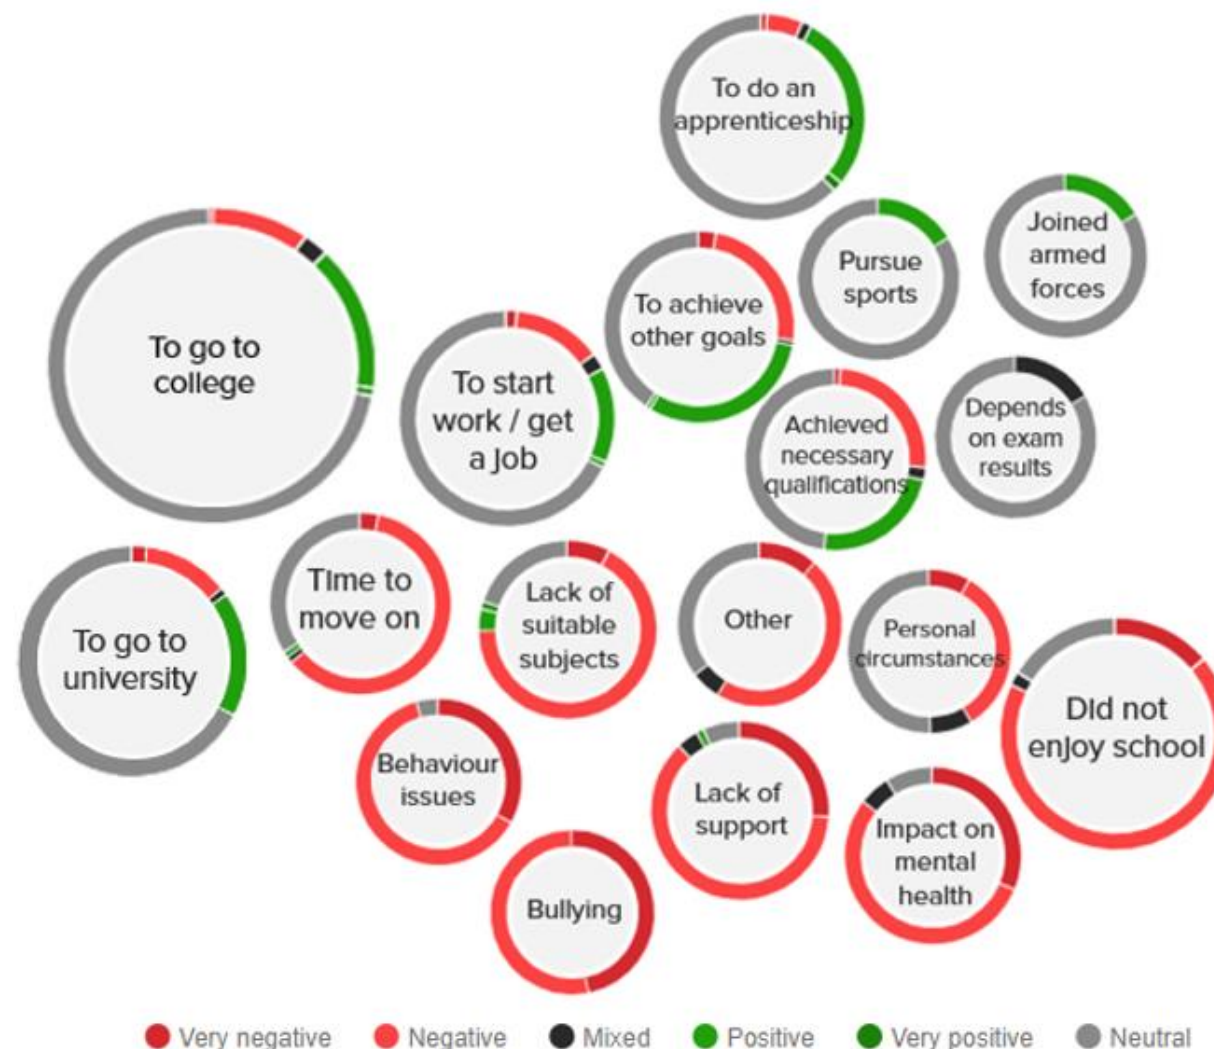 To do an
apprenticeship
Joined
armed
forces
Pursue
sports
To achieve
other goals
To go to
college
To start
work / get
a job
Achieved
necessary
qualifications
Depends
on exam
results
Time to
move on
Lack of
suitable
subjects
Other
Personal
circumstances
To go to
university
Did not
enjoy school
Behaviour
issues
Lack of
support
Impact on
mental
health
Bullying
Very negative
Negative
Mixed
Positive
Very positive
Neutral